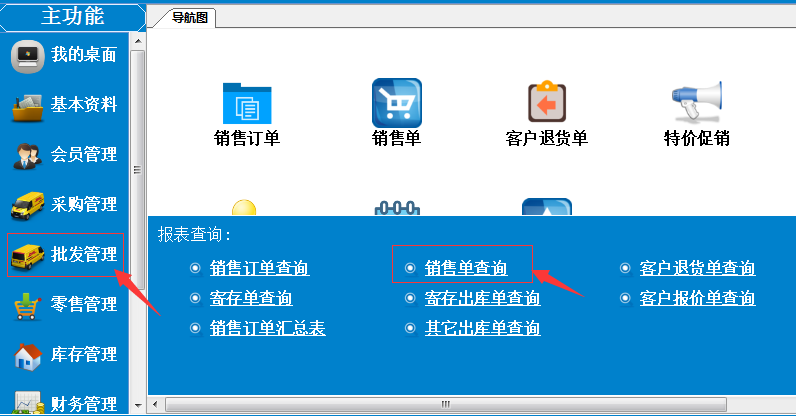 主功能
我的桌面
基本资料
会员管理
采购管理
批发管理
零售管理
库存管理
财务管理
导航图
销售订单 销售单 客户退货单 特价促销
报表查询:
销售订单查询 销售单查询 客户退货单查询
寄存单查询 寄存出库单查询 客户报价单查询
销售订单汇总表 其它出库单查询